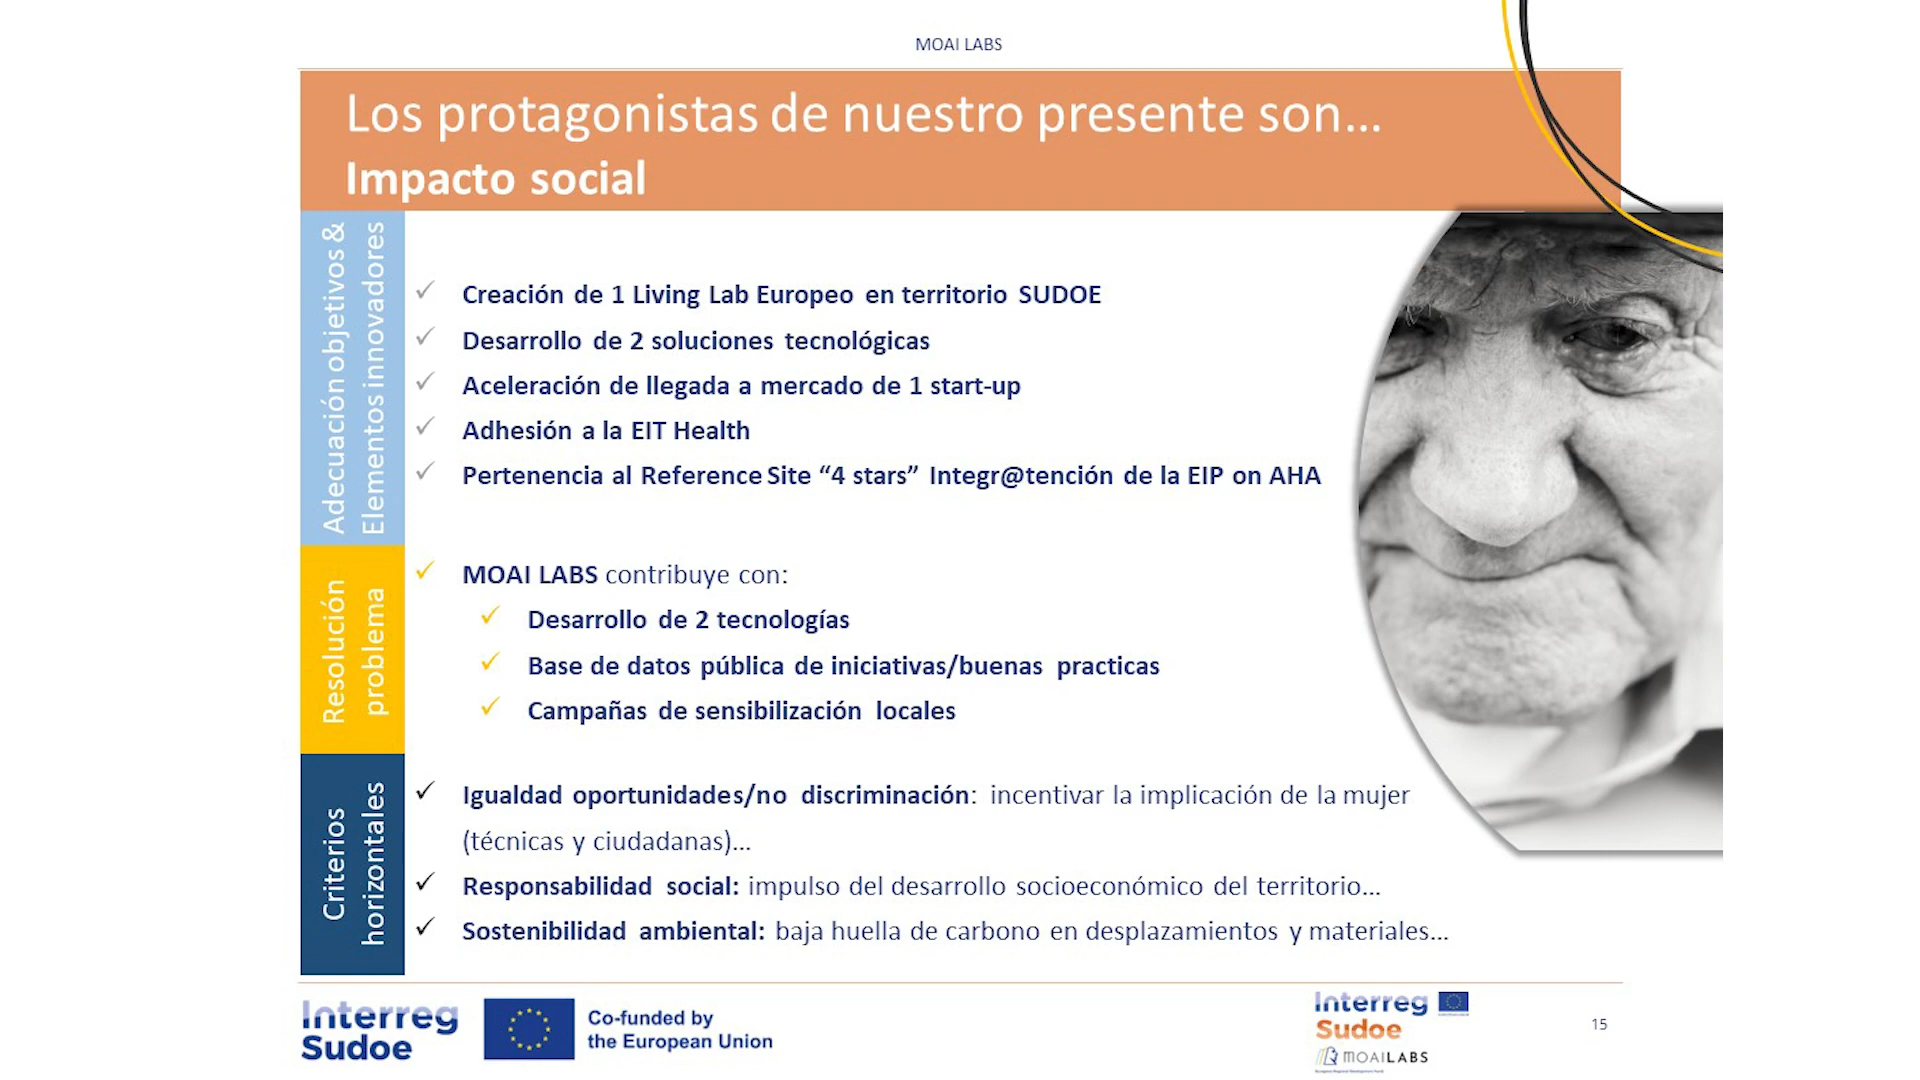 MOAI LABS
Los protagonistas de nuestro presente son...
Impacto social
Adecuación objetivos &
Elementos innovadores
Creación de 1 Living Lab Europeo en territorio SUDOE
Desarrollo de 2 soluciones tecnológicas
Aceleración de llegada a mercado de 1 start-up
Adhesión a la EIT Health
Pertenencia al Reference Site “4 stars” Integr@tención de la EIP on AHA
Resolución
problema
MOAI LABS contribuye con:
Desarrollo de 2 tecnologías
Base de datos pública de iniciativas/buenas practicas
Campañas de sensibilización locales
Criterios
horizontales
Igualdad oportunidades/no discriminación: incentivar la implicación de la mujer
(técnicas y ciudadanas)...
Responsabilidad social: impulso del desarrollo socioeconómico del territorio...
Sostenibilidad ambiental: baja huella de carbono en desplazamientos y materiales...
Interreg
Sudoe
Co-funded by
the European Union
Interreg
Sudoe
MOAILABS
15